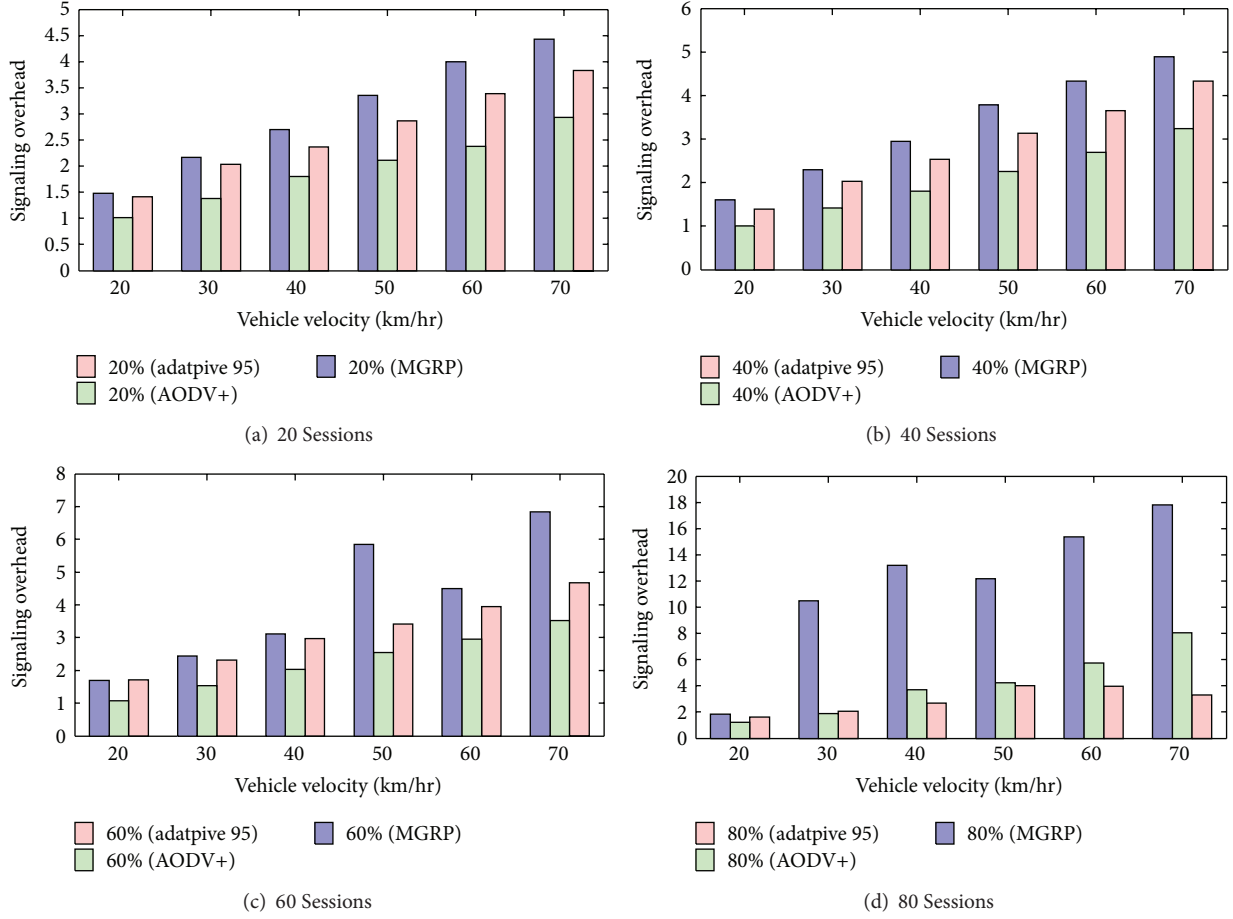 5
4.5
4
3.5
3
2.5
2
1.5
1
0.5
0
Signaling overhead
20 30 40 50 60 70
Vehicle velocity (km/hr)
20% (adatpive 95) 20% (MGRP)
20% (AODV+)
(a) 20 Sessions
6
5
4
3
2
1
0
Signaling overhead
20 30 40 50 60 70
Vehicle velocity (km/hr)
40% (adatpive 95) 40% (MGRP)
40% (AODV+)
(b) 40 Sessions
8
7
6
5
4
3
2
1
0
Signaling overhead
20 30 40 50 60 70
Vehicle velocity (km/hr)
60% (adatpive 95) 60% (MGRP)
60% (AODV+)
(c) 60 Sessions
20
18
16
14
12
10
8
6
4
2
0
Signaling overhead
20 30 40 50 60 70
Vehicle velocity (km/hr)
80% (adatpive 95) 80% (MGRP)
80% (AODV+)
(d) 80 Sessions